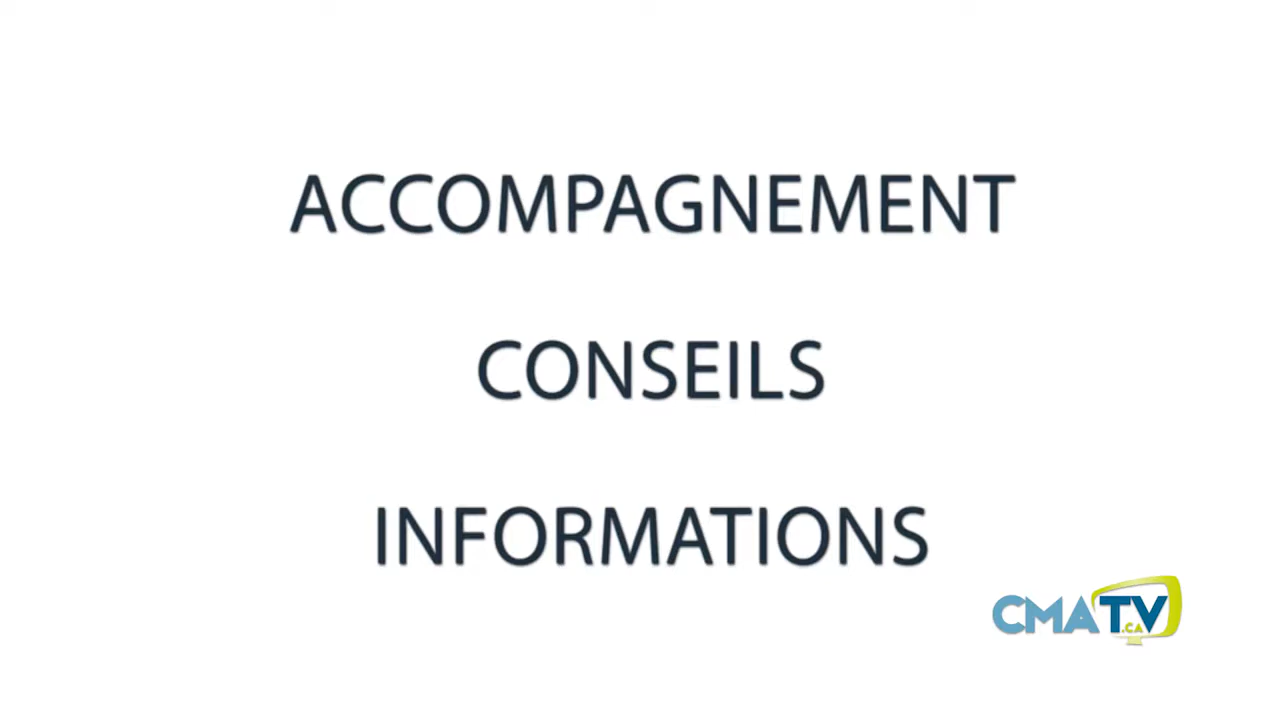 ACCOMPAGNEMENT
CONSEILS
INFORMATIONS
CMATV
.CA